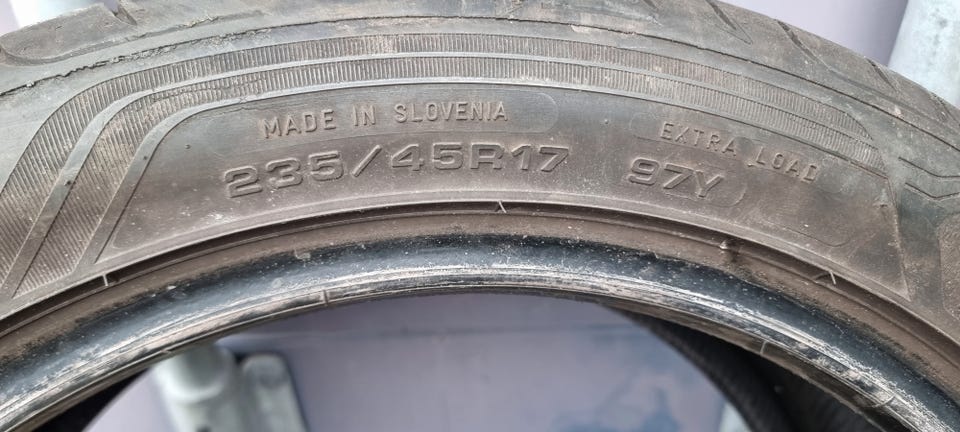 MADE IN SLOVENIA
EXTRA LOAD
235/45R17 97Y